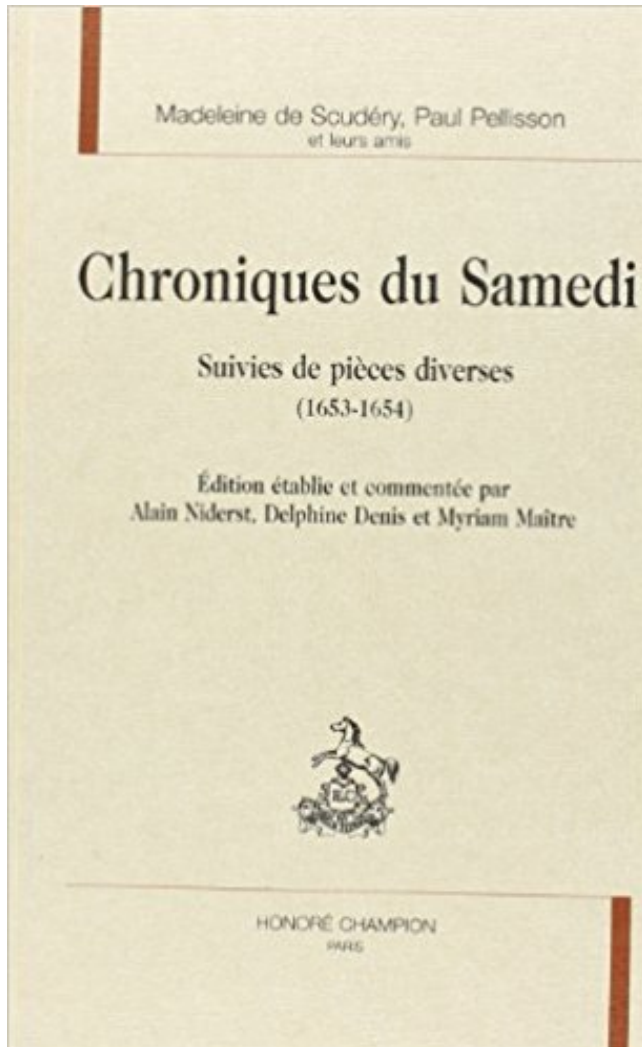 Madeleine de Scudéry, Paul Pellisson
et leurs amis
Chroniques du Samedi
Suivies de pièces diverses
(1653-1654)
Édition établie et commentée par
Alain Niderst, Delphine Denis et Myriam Maître
HONORÉ CHAMPION
PARIS